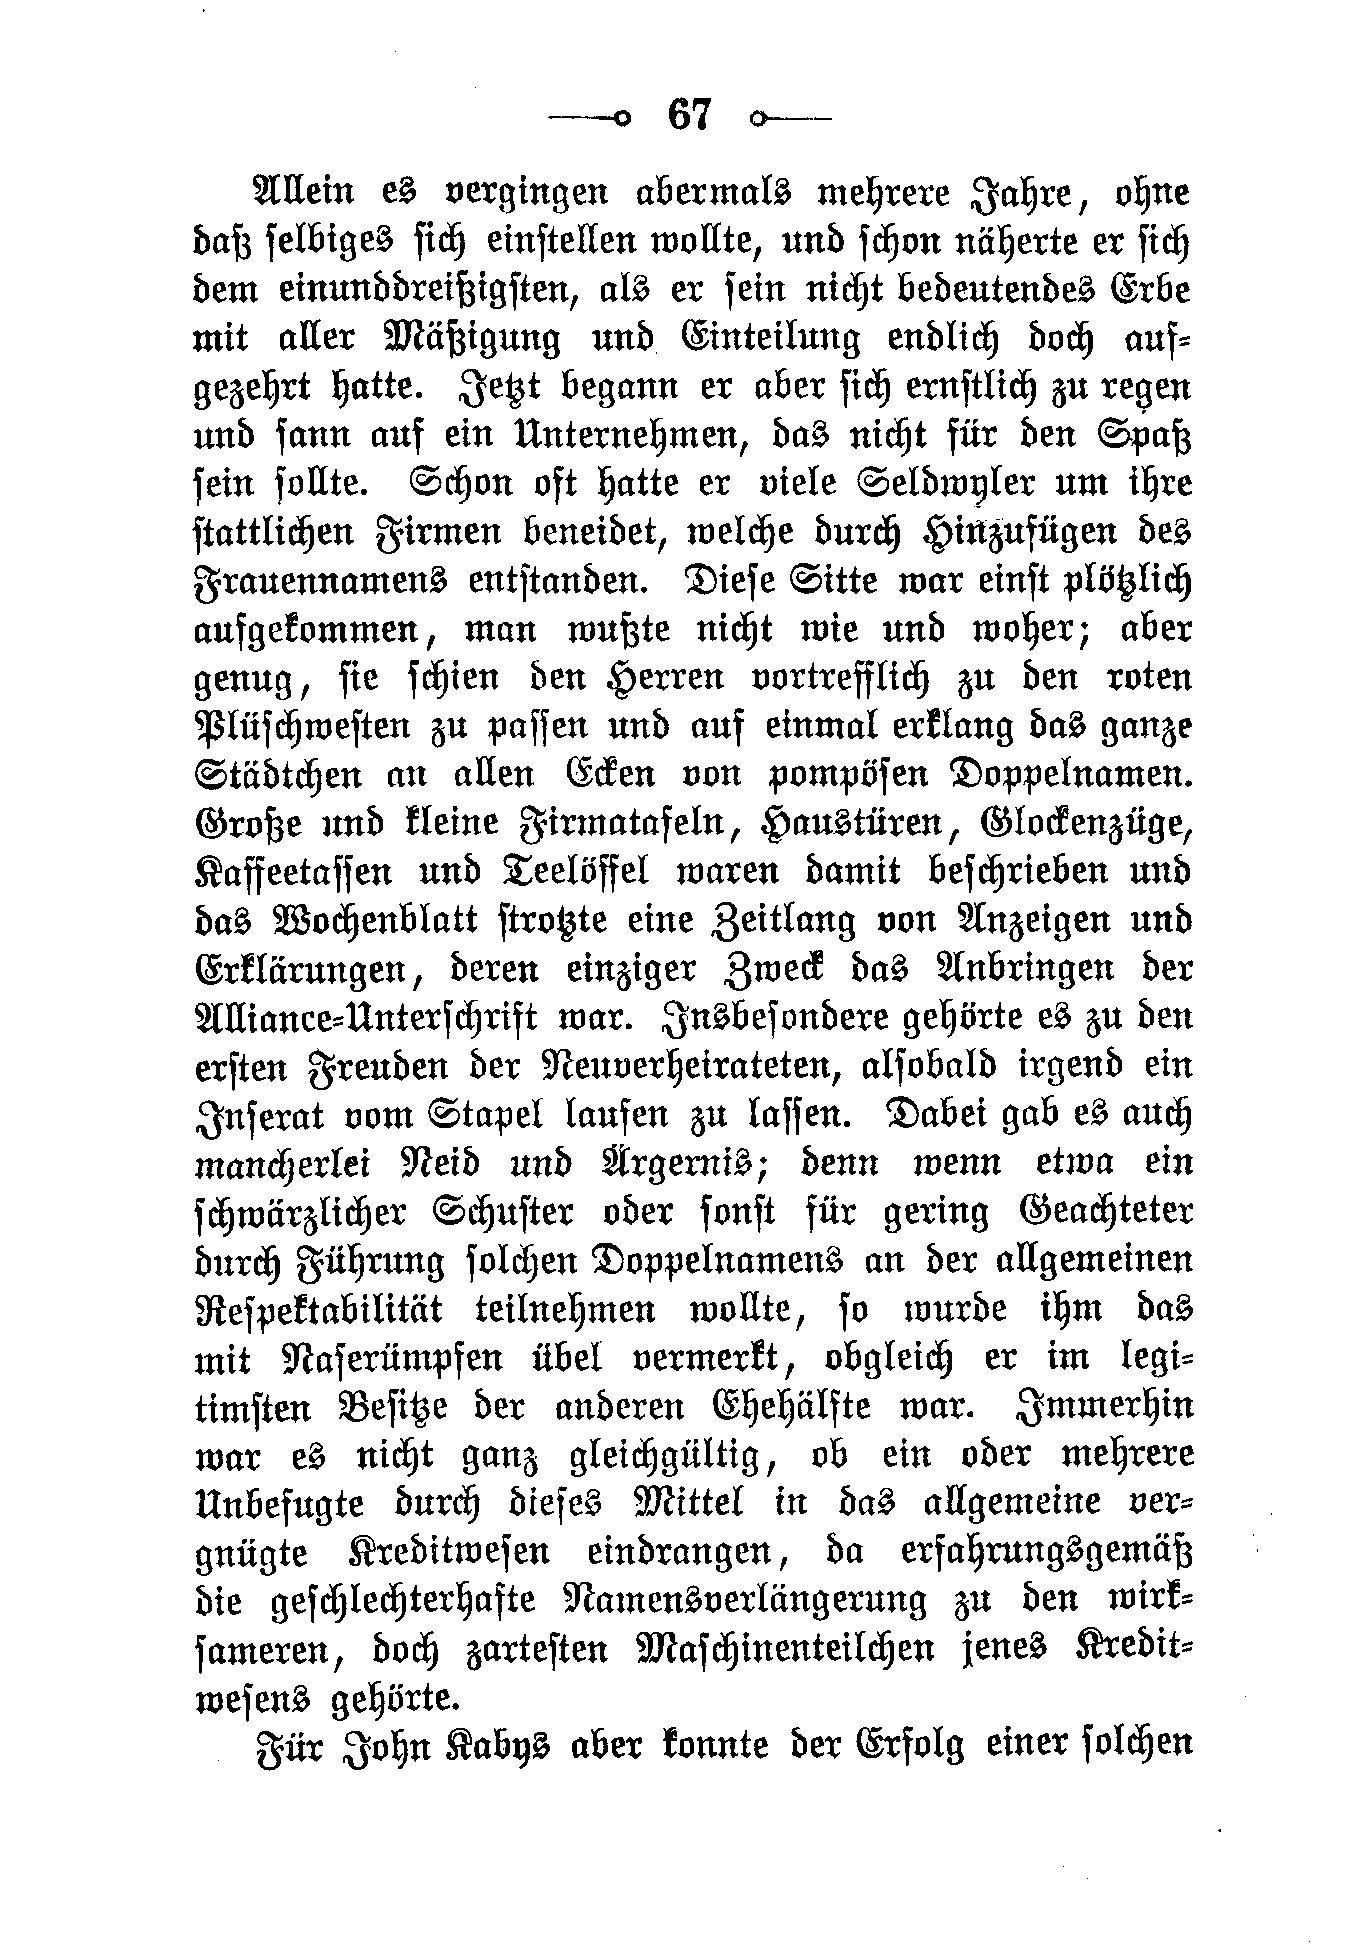 67
Allein es vergingen abermals mehrere Jahre, ohne
daß selbiges sich einstellen wollte, und schon näherte er sich
dem einunddreißigsten, als er sein nicht bedeutendes Erbe
mit aller Mäßigung und Einteilung endlich doch auf-
gezehrt hatte. Jetzt begann er aber sich ernstlich zu regen
und sann auf ein Unternehmen, das nicht für den Spaß
sein sollte. Schon oft hatte er viele Seldwyler um ihre
stattlichen Firmen beneidet, welche durch Hinzufügen des
Frauennamens entstanden. Diese Sitte war einst plötzlich
aufgekommen, man wußte nicht wie und woher; aber
genug, sie schien den Herren vortrefflich zu den roten
Plüschwesten zu passen und auf einmal erklang das ganze
Städtchen an allen Ecken von pompösen Doppelnamen.
Große und kleine Firmatafeln, Haustüren, Glockenzüge,
Kaffeetassen und Teelöffel waren damit beschrieben und
das Wochenblatt strotzte eine Zeitlang von Anzeigen und
Erklärungen, deren einziger Zweck das Anbringen der
Alliance-Unterschrift war. Insbesondere gehörte es zu den
ersten Freuden der Neuverheirateten, alsobald irgend ein
Inserat vom Stapel laufen zu lassen. Dabei gab es auch
mancherlei Neid und Ärgernis; denn wenn etwa ein
schwärzlicher Schuster oder sonst für gering Geachteter
durch Führung solchen Doppelnamens an der allgemeinen
Respektabilität teilnehmen wollte, so wurde ihm das
mit Naserümpfen übel vermerkt, obgleich er im legi-
timsten Besitze der anderen Ehehälfte war. Immerhin
war es nicht ganz gleichgültig, ob ein oder mehrere
Unbefugte durch dieses Mittel in das allgemeine ver-
gnügte Kreditwesen eindrangen, da erfahrungsgemäß
die geschlechterhafte Namensverlängerung zu den wirk-
sameren, doch zartesten Maschinenteilchen jenes Kredit-
wesens gehörte.
Für John Kabys aber konnte der Erfolg einer solchen